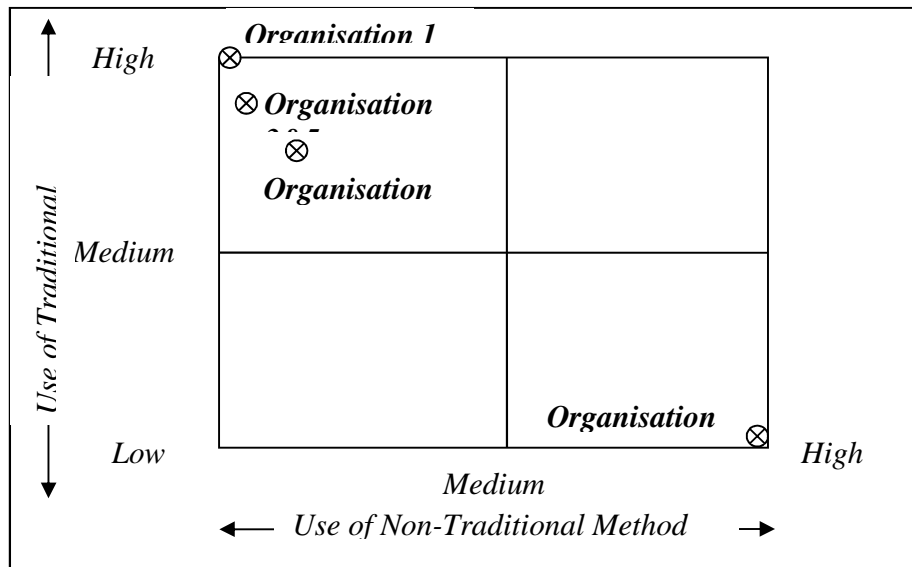 Organisation 1
High
Organisation
Organisation
Use of Traditional
Medium
Organisation
Low
High
Medium
Use of Non-Traditional Method